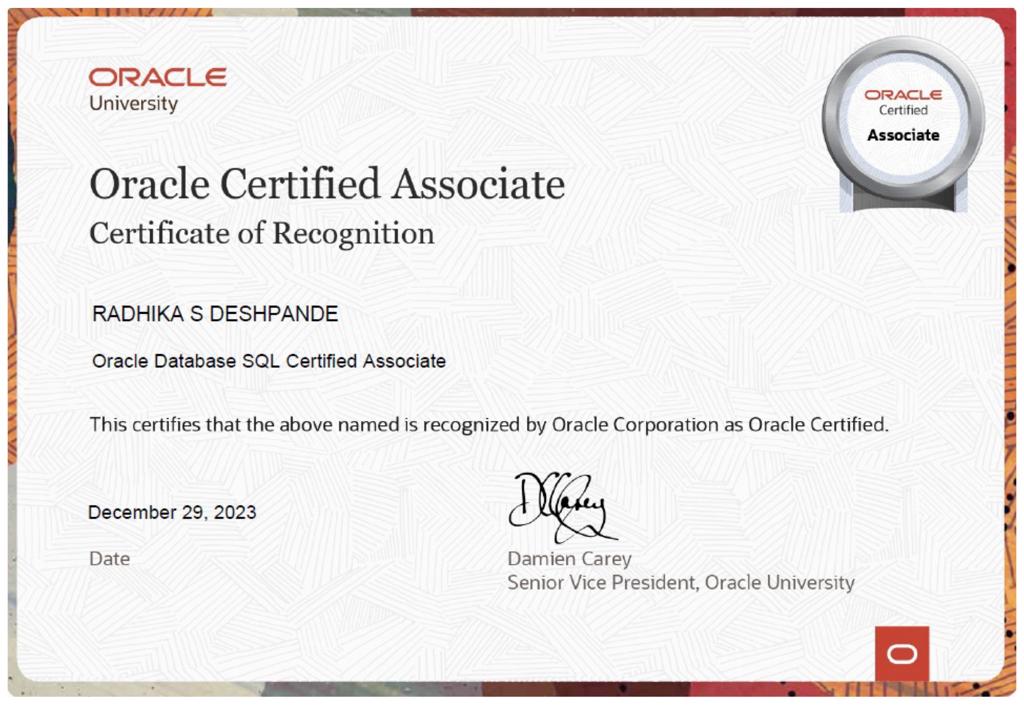 ORACLE
University
ORACLE
Certified
Associate
Oracle Certified Associate
Certificate of Recognition
RADHIKA S DESHPANDE
Oracle Database SQL Certified Associate
This certifies that the above named is recognized by Oracle Corporation as Oracle Certified.
DCCarey
December 29, 2023
Date
Damien Carey
Senior Vice President, Oracle University